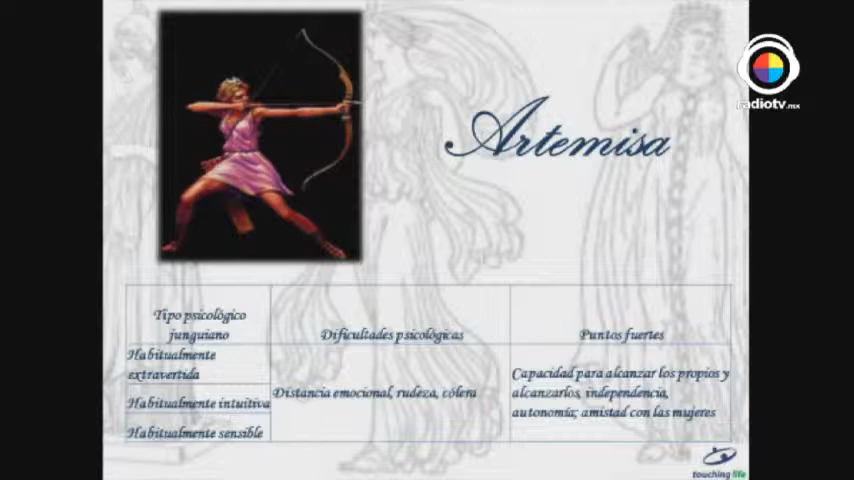 radiotv.mx
Artemisa
Tipo psicológico
junguiano
Dificultades psicológicas
Puntos fuertes
Habitualmente
extravertida
Habitualmente intuitiva
Habitualmente sensible
Distancia emocional, rudeza, cólera
Capacidad para alcanzar los propios y
alcanzarlos, independencia,
autonomía; amistad con las mujeres
touching life